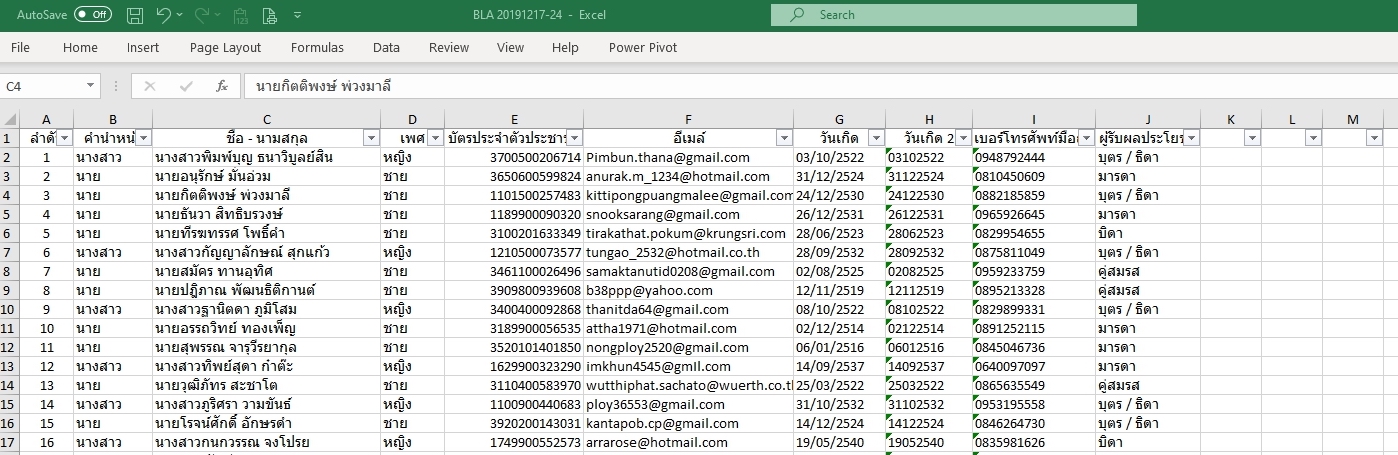 AutoSave Off BLA 20191217-24 - Excel Search
File Home Insert Page Layout Formulas Data Review View Help Power Pivot
C4 fx นายกิตติพงษ์ พ่วงมาลี
A B C D E F G H I J K L M
1 ลำดั คำนำหน้ ชื่อ - นามสกุล เพศ บัตรประจำตัวประชา อีเมล์ วันเกิด วันเกิด 2 เบอร์โทรศัพท์มือ ผู้รับผลประโย
2 1 นางสาว นางสาวพิมพ์บุญ ธนาวิบูลย์สิน หญิง 3700500206714 Pimbun.thana@gmail.com 03/10/2522 03102522 0948792444 บุตร / ธิดา
3 2 นาย นายอนุรักษ์ มั่นอ่วม ชาย 3650600599824 anurak.m_1234@hotmail.com 31/12/2524 31122524 0810450609 มารดา
4 3 นาย นายกิตติพงษ์ พ่วงมาลี ชาย 1101500257483 kittipongpuangmalee@gmail.com 24/12/2530 24122530 0882185859 บุตร / ธิดา
5 4 นาย นายธันวา สิทธิบรวงษ์ ชาย 1189900090320 snooksarang@gmail.com 26/12/2531 26122531 0965926645 มารดา
6 5 นาย นายทีรฆทรรศ โพธิ์คำ ชาย 3100201633349 tirakathat.pokum@krungsri.com 28/06/2523 28062523 0829954655 บิดา
7 6 นางสาว นางสาวกัญญาลักษณ์ สุกแก้ว หญิง 1210500073577 tungao_2532@hotmail.co.th 28/09/2532 28092532 0875811049 บุตร / ธิดา
8 7 นาย นายสมัคร ทานอุทิศ ชาย 3461100026496 samaktanutid0208@gmail.com 02/08/2525 02082525 0959233759 คู่สมรส
9 8 นาย นายปฎิภาณ พัฒนธิติกานต์ ชาย 3909800939608 b38ppp@yahoo.com 12/11/2519 12112519 0895213328 คู่สมรส
10 9 นางสาว นางสาวฐานิตดา ภูมิโสม หญิง 3400400092868 thanitda64@gmail.com 08/10/2522 08102522 0829899331 บุตร / ธิดา
11 10 นาย นายอรรถวิทย์ ทองเพ็ญ ชาย 3189900056535 attha1971@hotmail.com 02/12/2514 02122514 0891252115 มารดา
12 11 นาย นายสุพรรณ จารุวีรยากุล ชาย 3520101401850 nongploy2520@gmail.com 06/01/2516 06012516 0845046736 มารดา
13 12 นางสาว นางสาวทิพย์สุดา ก๋าต๊ะ หญิง 1629900323290 imkhun4545@gmil.com 14/09/2537 14092537 0640097097 มารดา
14 13 นาย นายวุฒิภัทร สะชาโต ชาย 3110400583970 wutthiphat.sachato@wuerth.co.t 25/03/2522 25032522 0865635549 คู่สมรส
15 14 นางสาว นางสาวภูริศรา วามขันธ์ หญิง 1100900440683 ploy36553@gmail.com 31/10/2532 31102532 0953195558 บุตร / ธิดา
16 15 นาย นายโรจน์ศักดิ์ อักษรดำ ชาย 3920200143031 kantapob.cp@gmail.com 14/12/2524 14122524 0846264730 บุตร / ธิดา
17 16 นางสาว นางสาวกนกวรรณ จงโปรย หญิง 1749900552573 arrarose@hotmail.com 19/05/2540 19052540 0835981626 บิดา